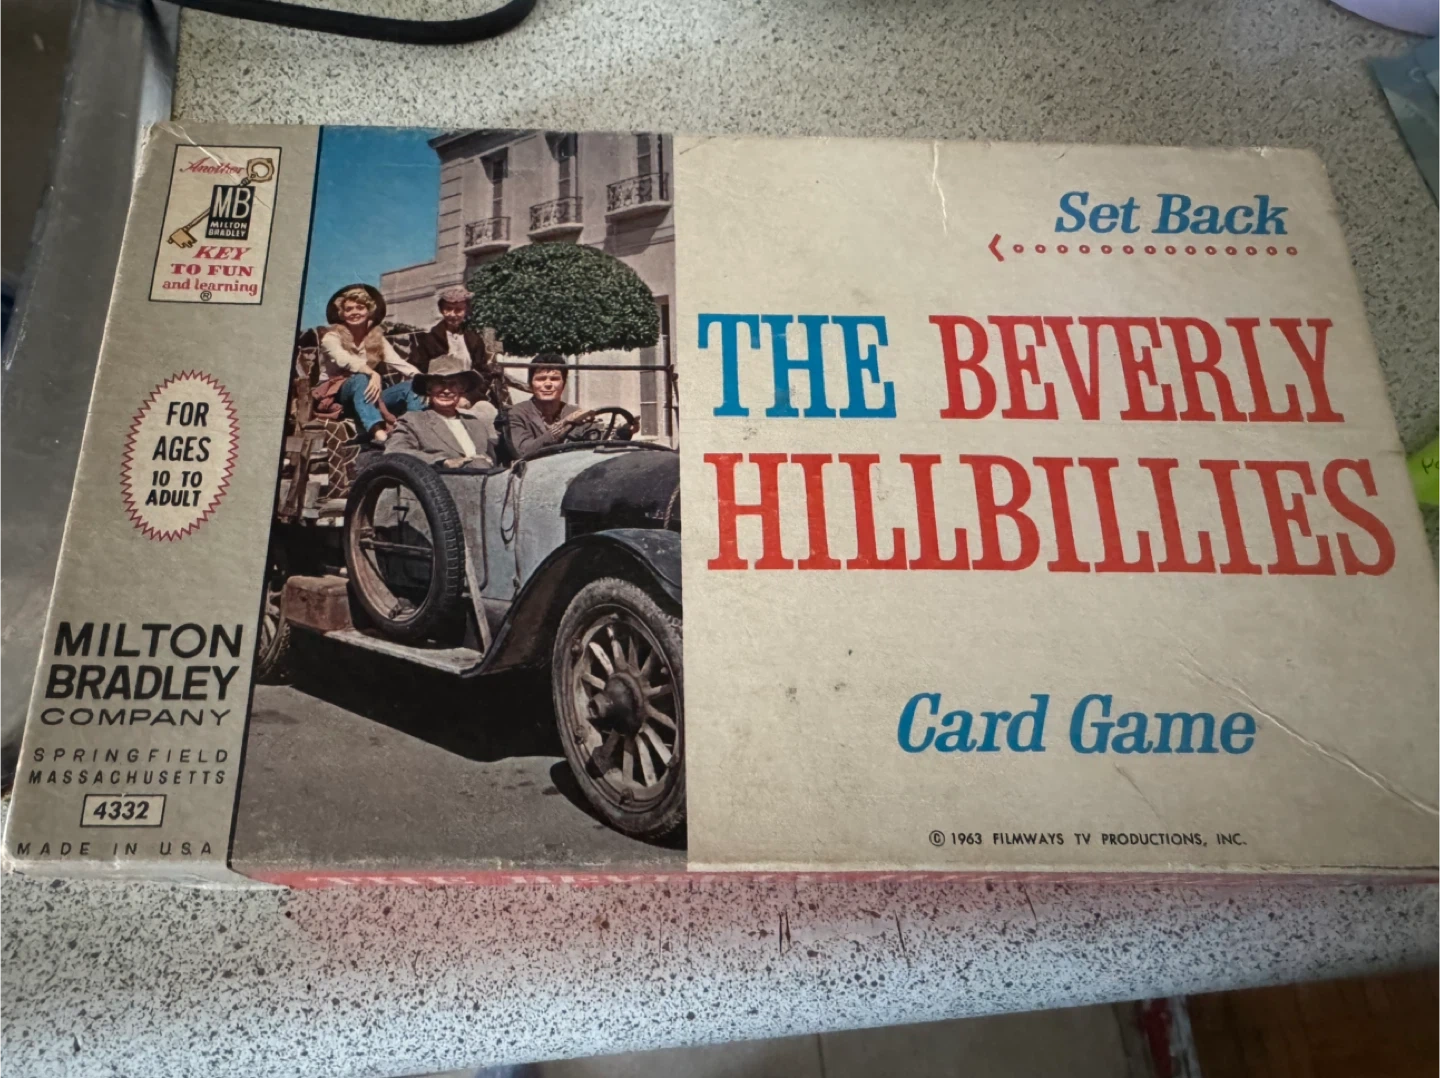 Another
MB
MILTON
BRADLEY
KEY
TO FUN
and learning
®
FOR
AGES
10 TO
ADULT
MILTON
BRADLEY
COMPANY
SPRINGFIELD
MASSACHUSETTS
4332
MADE IN U.S.A
Set Back
THE BEVERLY
HILLBILLIES
Card Game
© 1963 FILMWAYS TV PRODUCTIONS, INC.